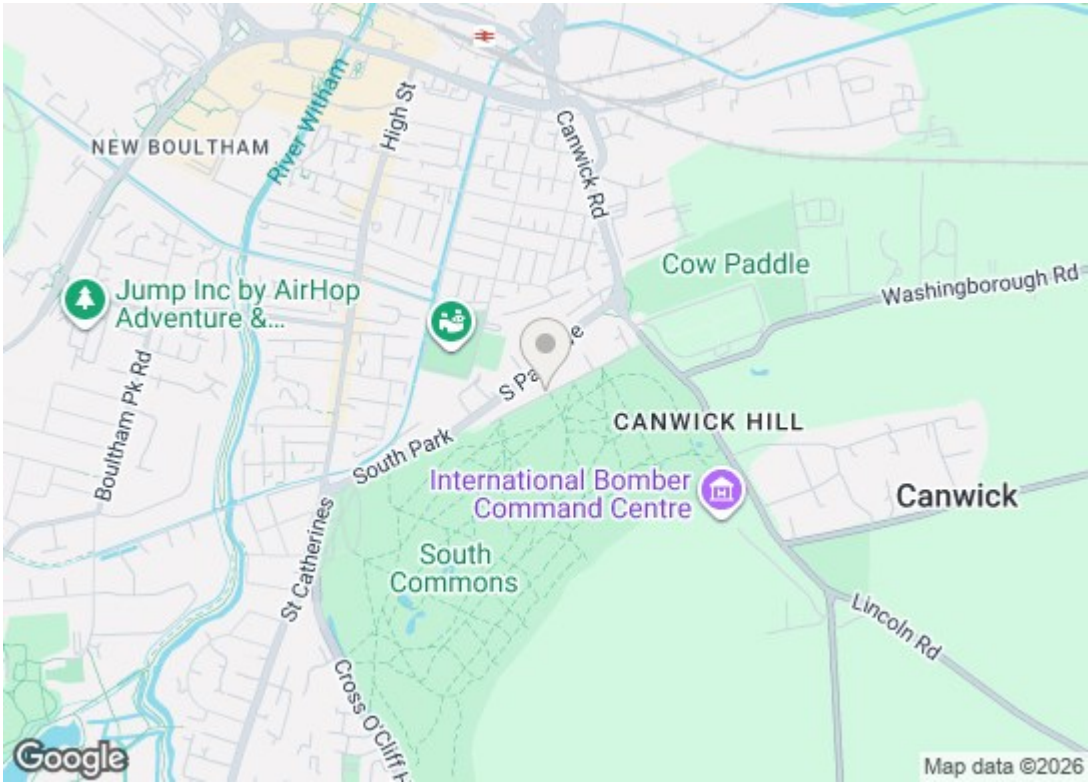 High St
River Witham
NEW BOULTHAM
Canwick Rd
Cow Paddle
Washingborough Rd
Jump Inc by AirHop
Adventure &...
Boultham Pk Rd
S Pa
e
CANWICK HILL
South Park
International Bomber
Command Centre
Canwick
St Catherines
South
Commons
Lincoln Rd
Cross O'Cliff H
Google
Map data ©2026